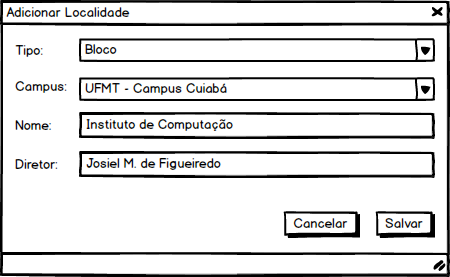 Adicionar Localidade
Tipo: Bloco
Campus: UFMT - Campus Cuiabá
Nome: Instituto de Computação
Diretor: Josiel M. de Figueiredo
Cancelar Salvar